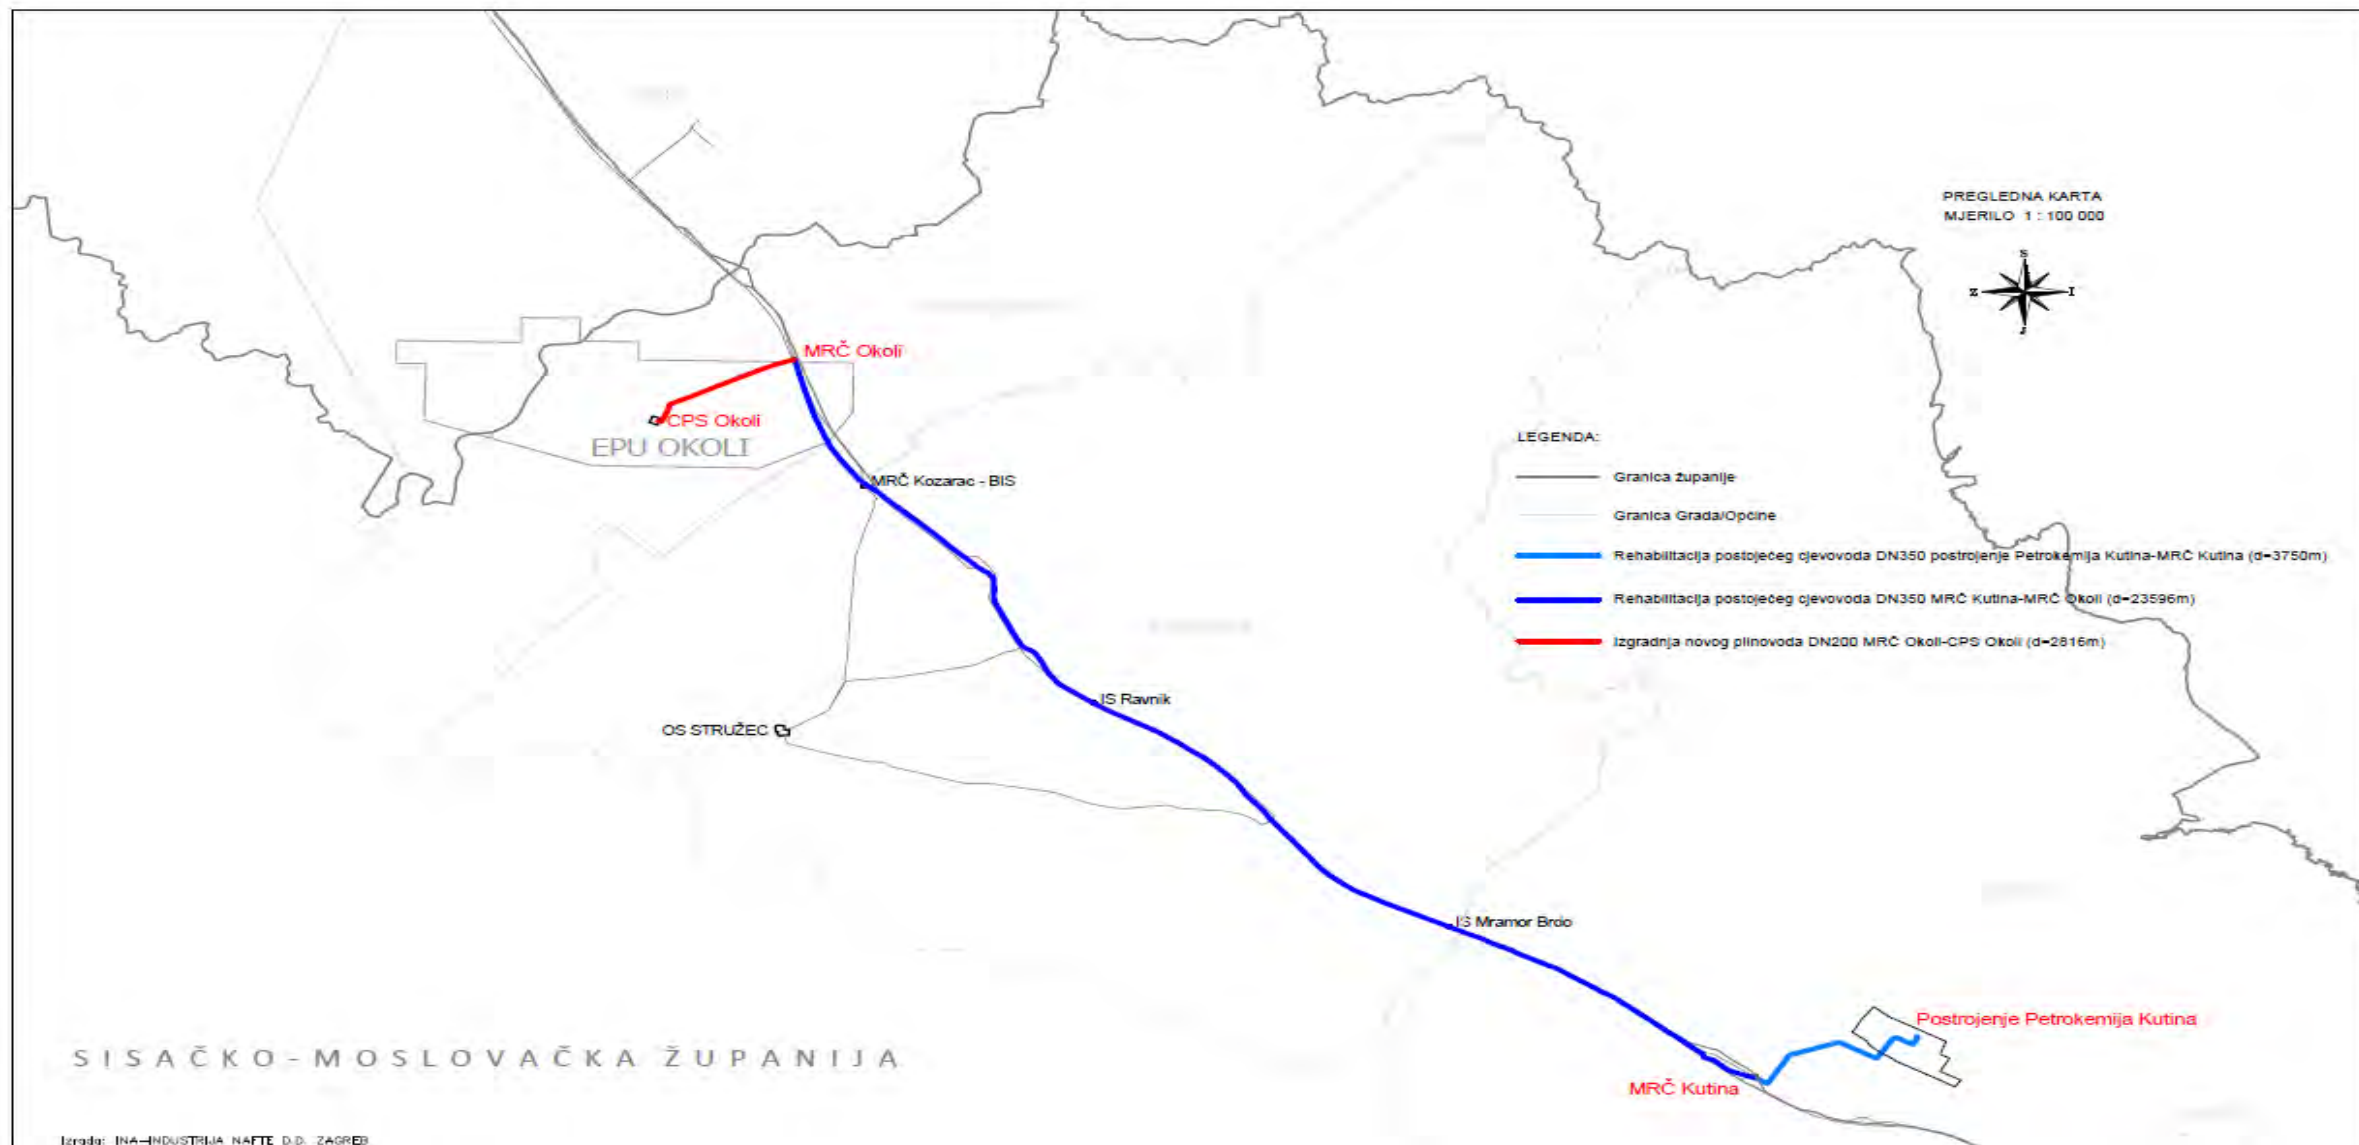 PREGLEDNA KARTA
MJERILO 1 : 100 000
S
Z
I
J
MRČ Okoli
CPS Okoli
EPU OKOLI
MRČ Kozarac - BIS
LEGENDA:
Granica županije
Granica Grada/Općine
Rehabilitacija postojećeg cjevovoda DN350 postrojenje Petrokemija Kutina-MRČ Kutina (d=3750m)
Rehabilitacija postojećeg cjevovoda DN350 MRČ Kutina-MRČ Okoli (d=23596m)
Izgradnja novog plinovoda DN200 MRČ Okoli-CPS Okoli (d=2816m)
IS Ravnik
OS STRUŽEC
IS Mramor Brdo
Postrojenje Petrokemija Kutina
SISAČKO-MOSLOVAČKA ŽUPANIJA
MRČ Kutina
Izrada: INA-INDUSTRIJA NAFTE D.D. ZAGREB